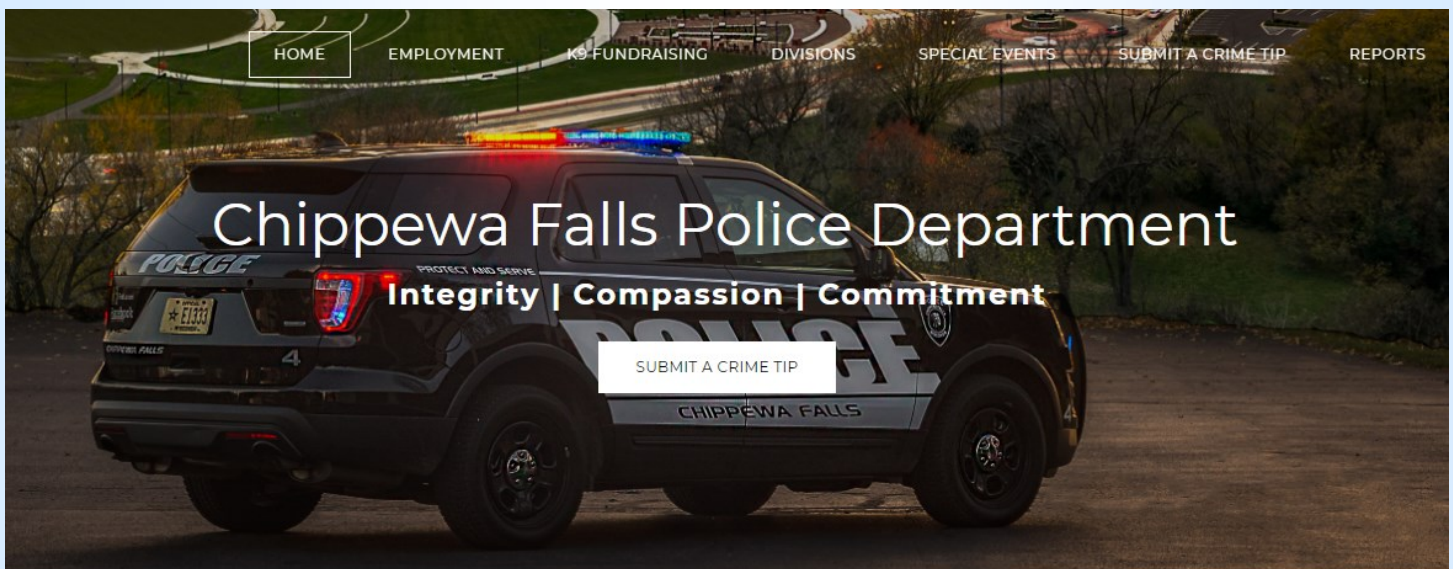 HOME EMPLOYMENT K9 FUNDRAISING DIVISIONS SPECIAL EVENTS SUBMIT A CRIME TIP REPORTS
Chippewa Falls Police Department
POLICE
PROTECT AND SERVE
Integrity | Compassion | Commitment
E1333
POLICE
CHIPPEWA FALLS
4
SUBMIT A CRIME TIP
CHIPPEWA FALLS